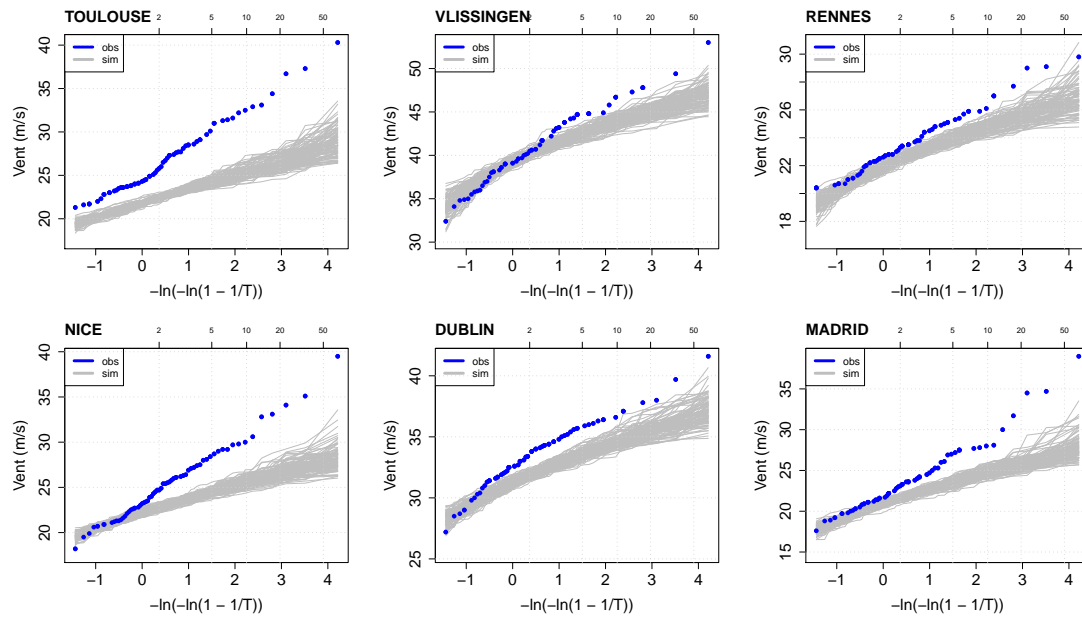 TOULOUSE 2 5 10 20 50
obs
sim
Vent (m/s)
40
35
30
25
20
−1 0 1 2 3 4
−ln(−ln(1 − 1/T))
VLISSINGEN 2 5 10 20 50
obs
sim
Vent (m/s)
50
45
40
35
30
−1 0 1 2 3 4
−ln(−ln(1 − 1/T))
RENNES 2 5 10 20 50
obs
sim
Vent (m/s)
30
26
22
18
−1 0 1 2 3 4
−ln(−ln(1 − 1/T))
NICE 2 5 10 20 50
obs
sim
Vent (m/s)
40
35
30
25
20
−1 0 1 2 3 4
−ln(−ln(1 − 1/T))
DUBLIN 2 5 10 20 50
obs
sim
Vent (m/s)
40
35
30
25
−1 0 1 2 3 4
−ln(−ln(1 − 1/T))
MADRID 2 5 10 20 50
obs
sim
Vent (m/s)
35
30
25
20
15
−1 0 1 2 3 4
−ln(−ln(1 − 1/T))